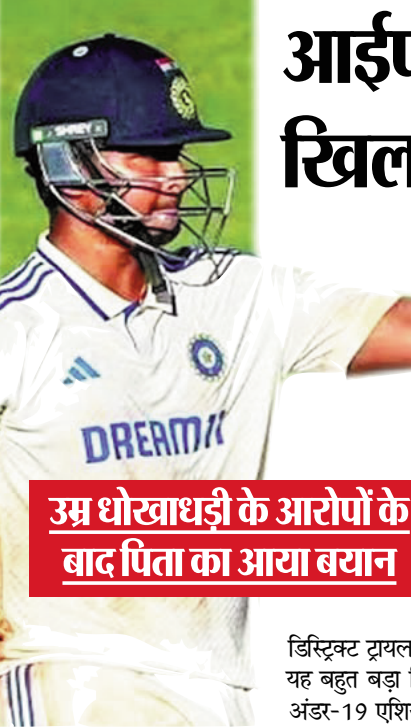 आईप
खिल
SHREY
DREAM11
उम्र धोखाधड़ी के आरोपों के
बाद पिता का आया बयान
डिस्ट्रिक्ट ट्रायल
यह बहुत बड़ा
अंडर-19 एशि